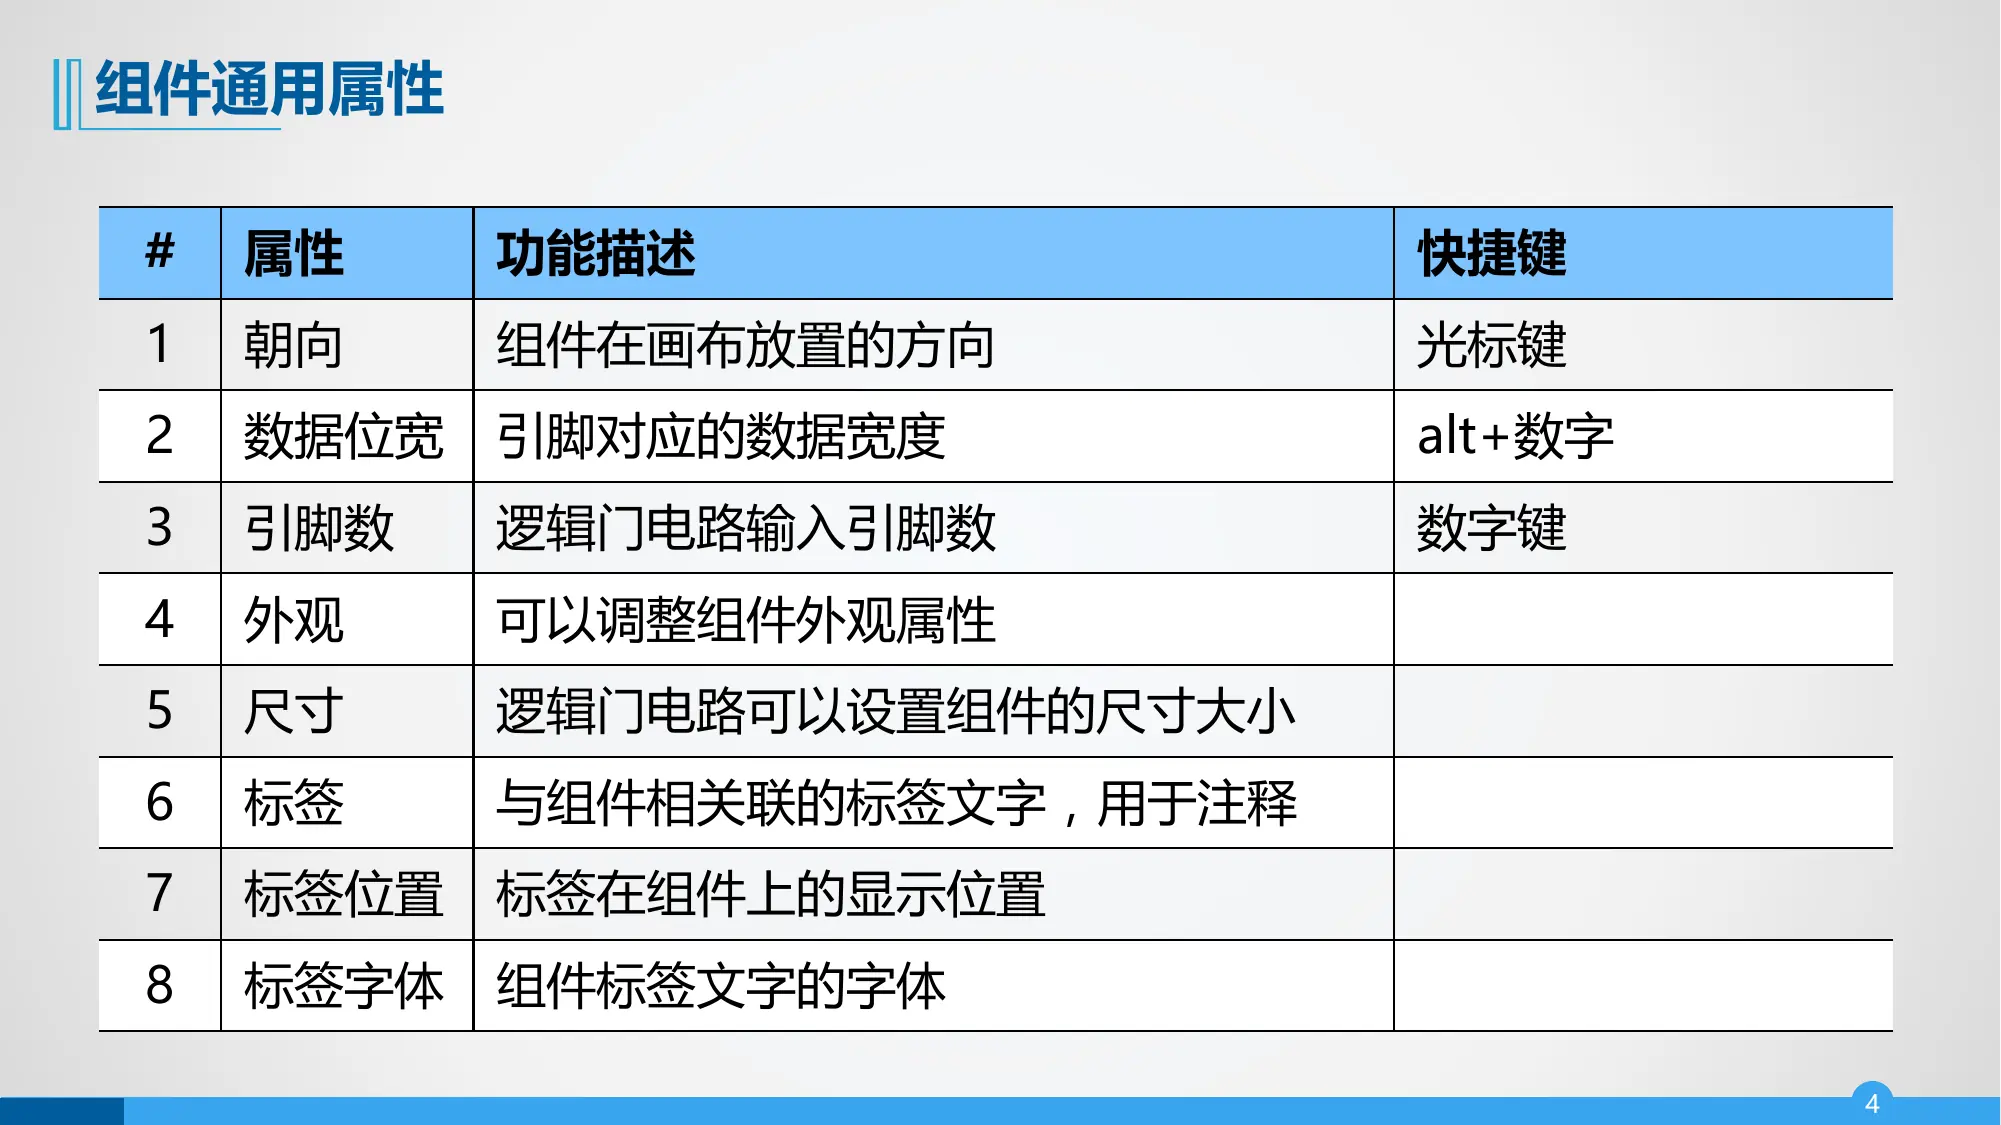 组件通用属性
# 属性 功能描述 快捷键
1 朝向 组件在画布放置的方向 光标键
2 数据位宽 引脚对应的数据宽度 alt+数字
3 引脚数 逻辑门电路输入引脚数 数字键
4 外观 可以调整组件外观属性
5 尺寸 逻辑门电路可以设置组件的尺寸大小
6 标签 与组件相关联的标签文字，用于注释
7 标签位置 标签在组件上的显示位置
8 标签字体 组件标签文字的字体
4